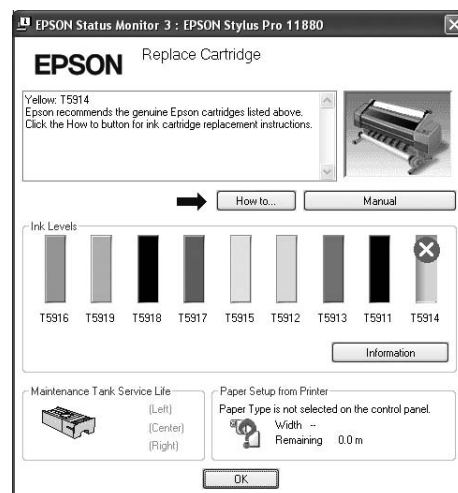 EPSON Status Monitor 3 : EPSON Stylus Pro 11880
EPSON
Replace Cartridge
Yellow: T5914
Epson recommends the genuine Epson cartridges listed above.
Click the How to button for ink cartridge replacement instructions.
How to...
Manual
Ink Levels
T5916 T5919 T5918 T5917 T5915 T5912 T5913 T5911 T5914
Information
Maintenance Tank Service Life
(Left)
(Center)
(Right)
Paper Setup from Printer
Paper Type is not selected on the control panel.
Width --
Remaining 0.0 m
OK